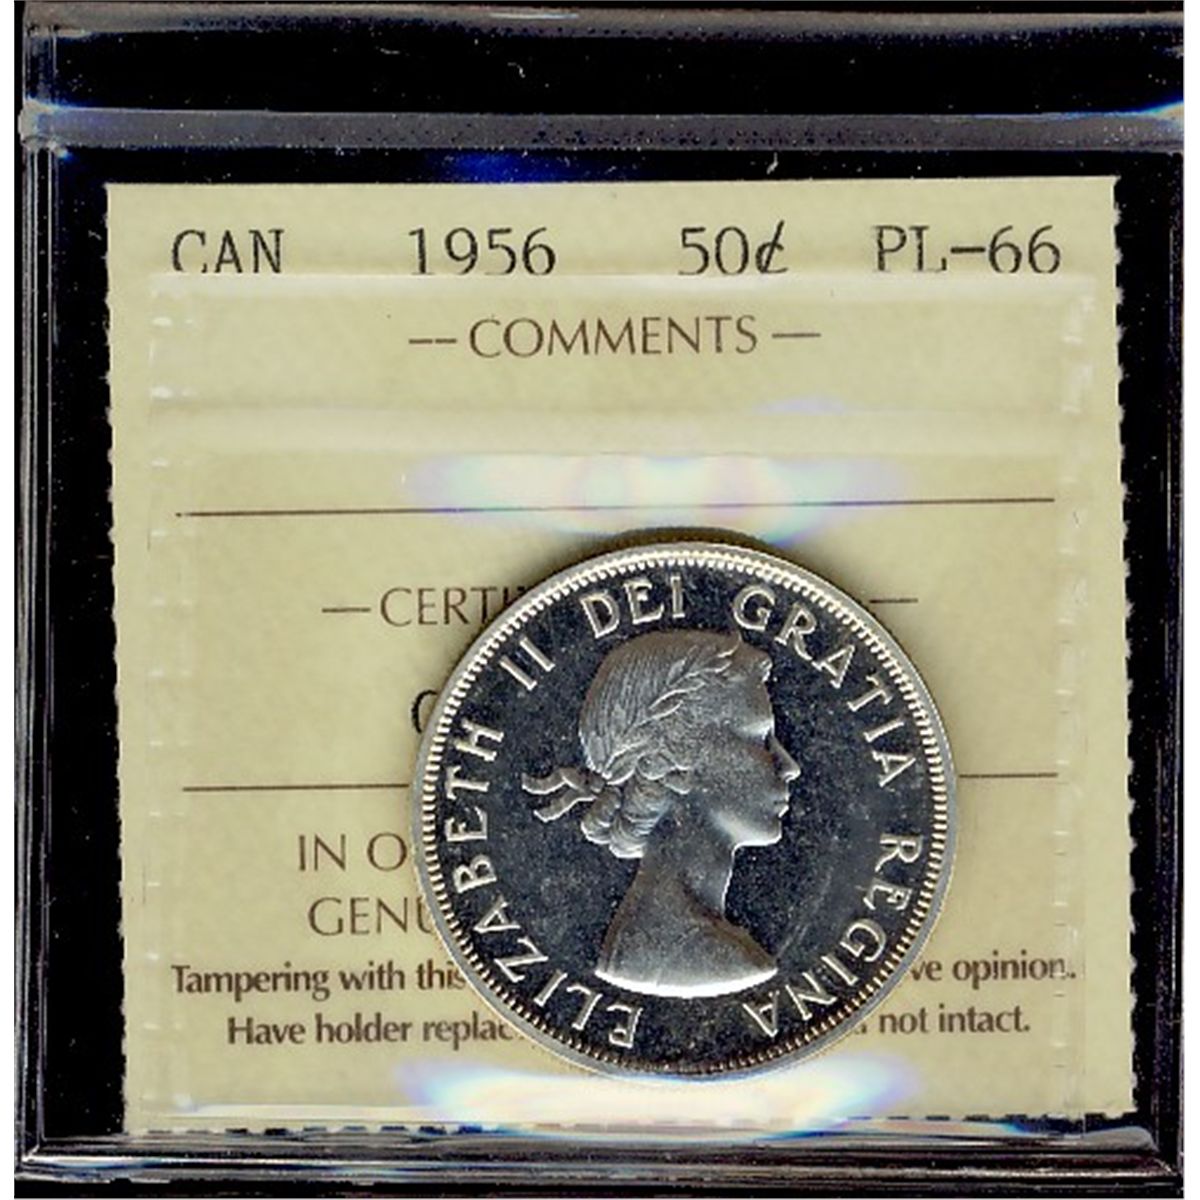 CAN 1956 50¢ PL-66
-- COMMENTS —
— CERTI —
IN O
GENU
Tampering with this ve opinion.
Have holder replac not intact.
ELIZABETH II DEI GRATIA REGINA